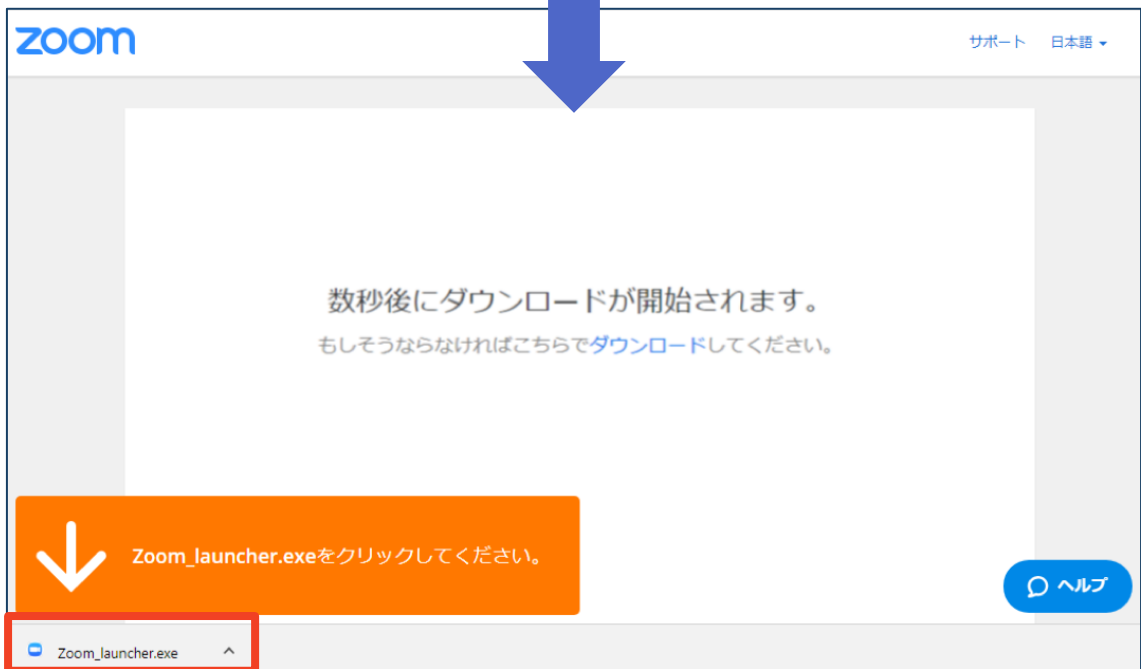 zoom
サポート 日本語
数秒後にダウンロードが開始されます。
もしそうならなければこちらでダウンロードしてください。
Zoom_launcher.exeをクリックしてください。
ヘルプ
Zoom_launcher.exe